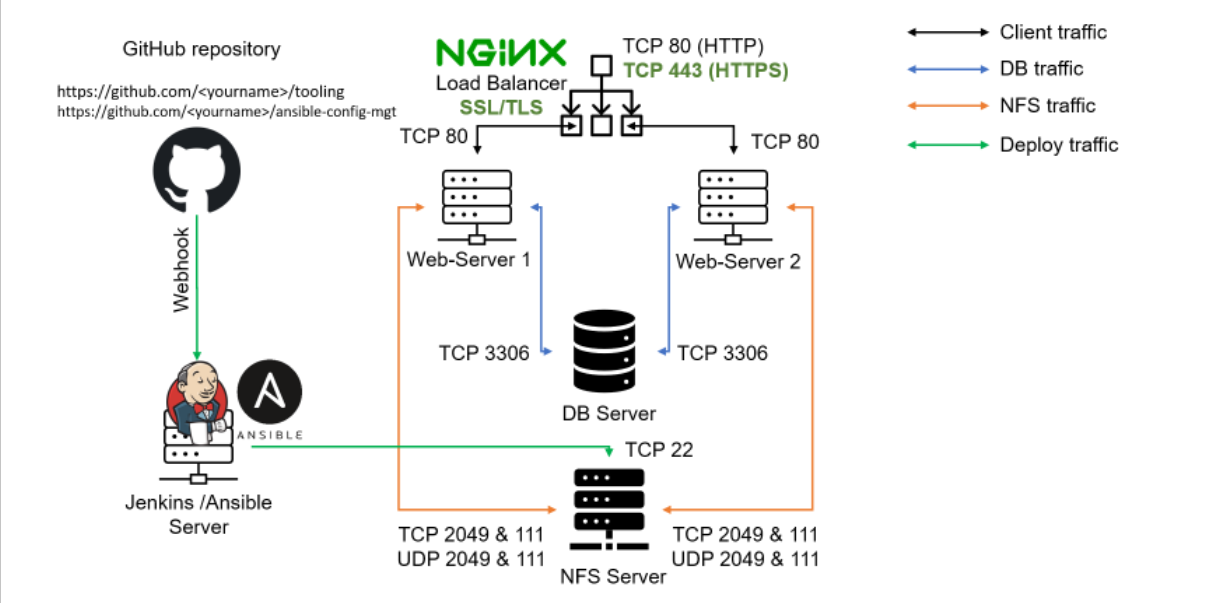 GitHub repository
https://github.com/<yourname>/tooling
https://github.com/<yourname>/ansible-config-mgt
Webhook
ANSIBLE
Jenkins /Ansible
Server
NGiNX
Load Balancer
SSL/TLS
TCP 80 (HTTP)
TCP 443 (HTTPS)
TCP 80
TCP 80
Web-Server 1
Web-Server 2
TCP 3306
TCP 3306
DB Server
TCP 22
TCP 2049 & 111
UDP 2049 & 111
TCP 2049 & 111
UDP 2049 & 111
NFS Server
Client traffic
DB traffic
NFS traffic
Deploy traffic